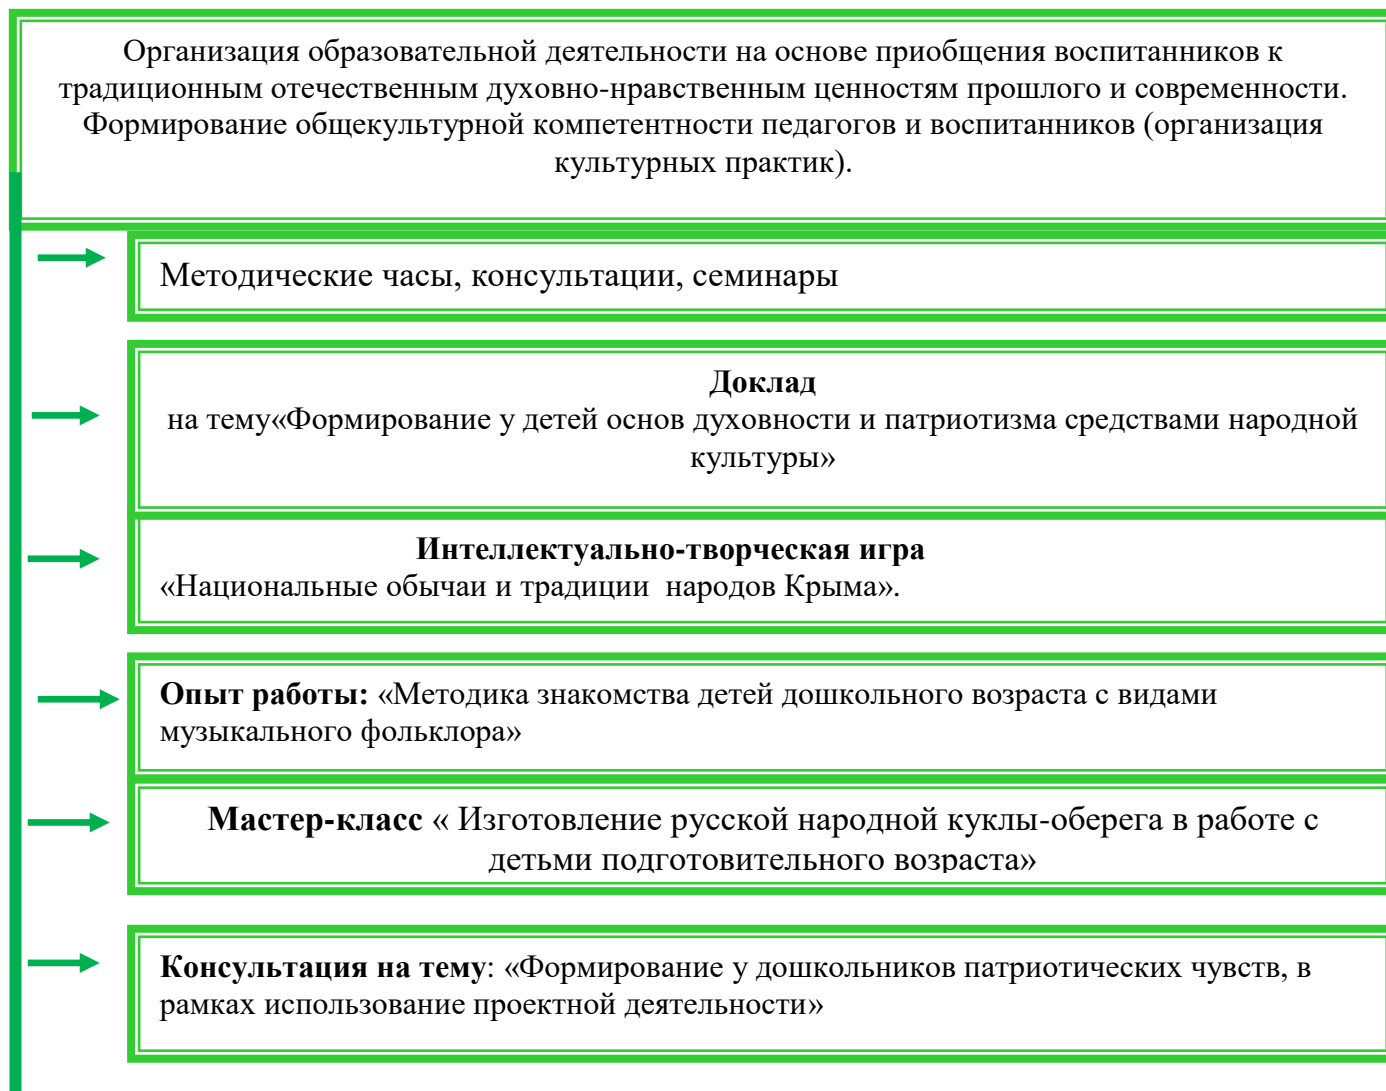 Организация образовательной деятельности на основе приобщения воспитанников к
традиционным отечественным духовно-нравственным ценностям прошлого и современности.
Формирование общекультурной компетентности педагогов и воспитанников (организация
культурных практик).
Методические часы, консультации, семинары
Доклад
на тему«Формирование у детей основ духовности и патриотизма средствами народной
культуры»
Интеллектуально-творческая игра
«Национальные обычаи и традиции  народов Крыма».
Опыт работы: «Методика знакомства детей дошкольного возраста с видами
музыкального фольклора»
Мастер-класс « Изготовление русской народной куклы-оберега в работе с
детьми подготовительного возраста»
Консультация на тему: «Формирование у дошкольников патриотических чувств, в
рамках использование проектной деятельности»